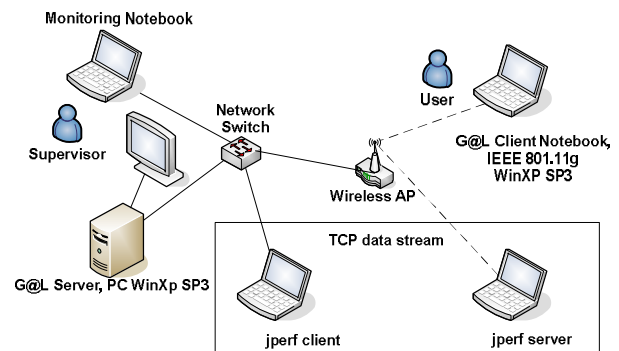 Monitoring Notebook
Supervisor
Network
Switch
User
G@L Client Notebook,
IEEE 801.11g
WinXP SP3
Wireless AP
TCP data stream
G@L Server, PC WinXp SP3
jperf client
jperf server